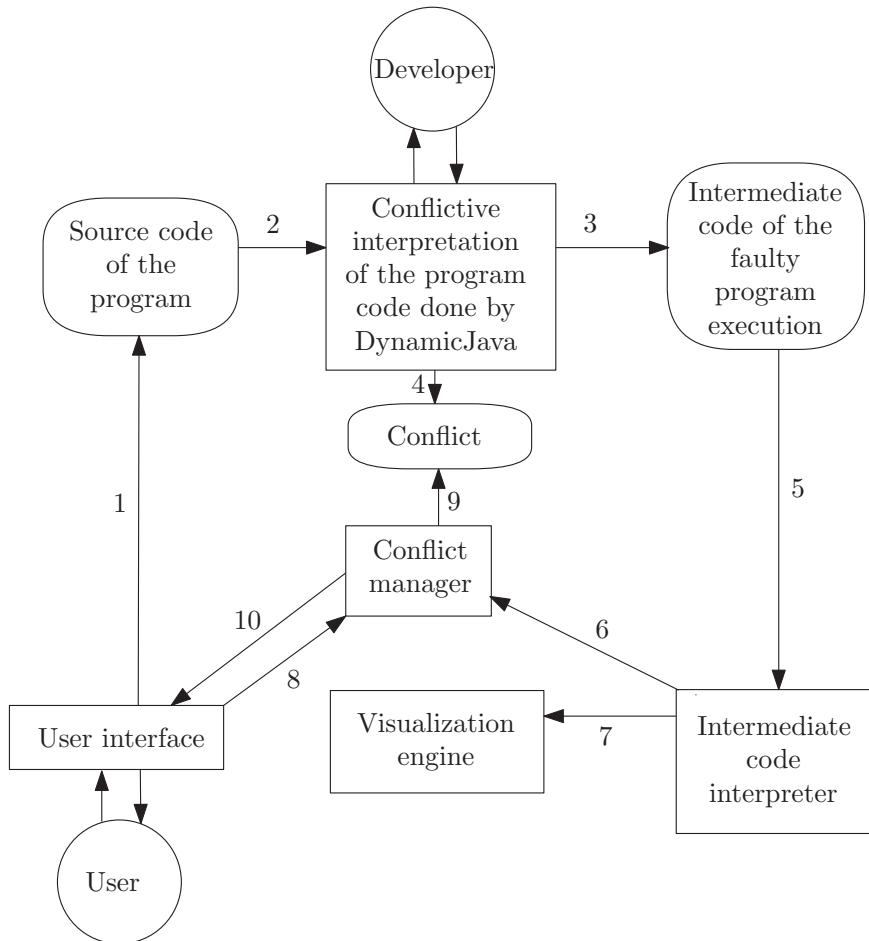 Developer
Source code
of the
program
2
Conflictive
interpretation
of the program
code done by
DynamicJava
3
Intermediate
code of the
faulty
program
execution
4
Conflict
1
9
5
Conflict
manager
10
8
6
User interface
Visualization
engine
7
Intermediate
code
interpreter
User